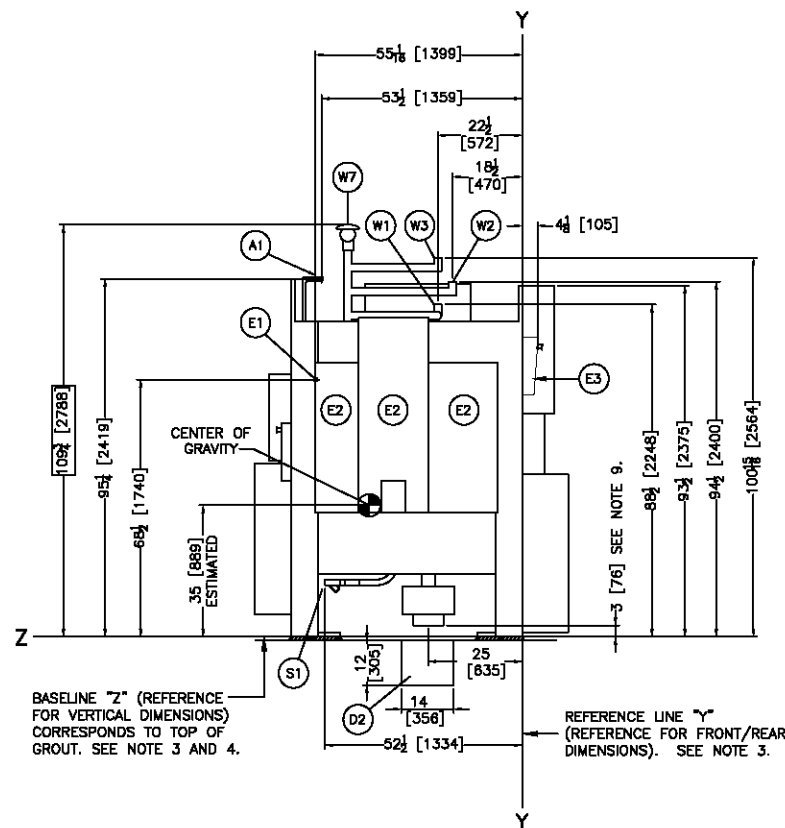 Y
55 1/16 [1399]
53 1/2 [1359]
22 1/2
[572]
18 1/2
[470]
W7
W1
W3
W2
4 1/8 [105]
A1
E1
E3
E2
E2
E2
CENTER OF
GRAVITY
109 3/4 [2788]
95 1/4 [2419]
68 1/2 [1740]
35 [889]
ESTIMATED
3 [76] SEE NOTE 9.
88 1/2 [2248]
93 1/2 [2375]
94 1/2 [2400]
100 15/16 [2564]
Z
S1
12
[305]
25
[635]
D2
14
[356]
BASELINE "Z" (REFERENCE
FOR VERTICAL DIMENSIONS)
CORRESPONDS TO TOP OF
GROUT. SEE NOTE 3 AND 4.
52 1/2 [1334]
REFERENCE LINE "Y"
(REFERENCE FOR FRONT/REAR
DIMENSIONS). SEE NOTE 3.
Y